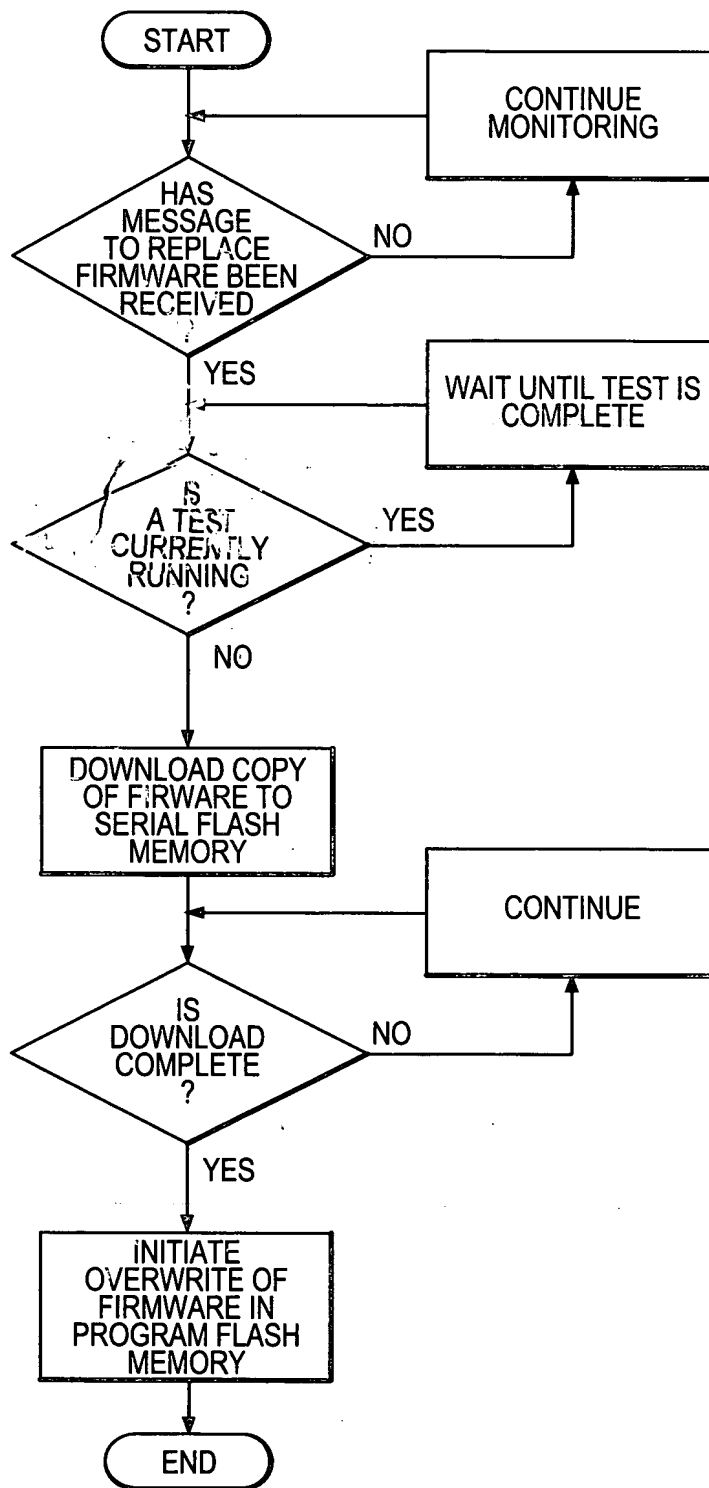 START
CONTINUE
MONITORING
HAS
MESSAGE
TO REPLACE
FIRMWARE BEEN
RECEIVED
?
NO
YES
WAIT UNTIL TEST IS
COMPLETE
IS
A TEST
CURRENTLY
RUNNING
?
YES
NO
DOWNLOAD COPY
OF FIRWARE TO
SERIAL FLASH
MEMORY
CONTINUE
IS
DOWNLOAD
COMPLETE
?
NO
YES
INITIATE
OVERWRITE OF
FIRMWARE IN
PROGRAM FLASH
MEMORY
END